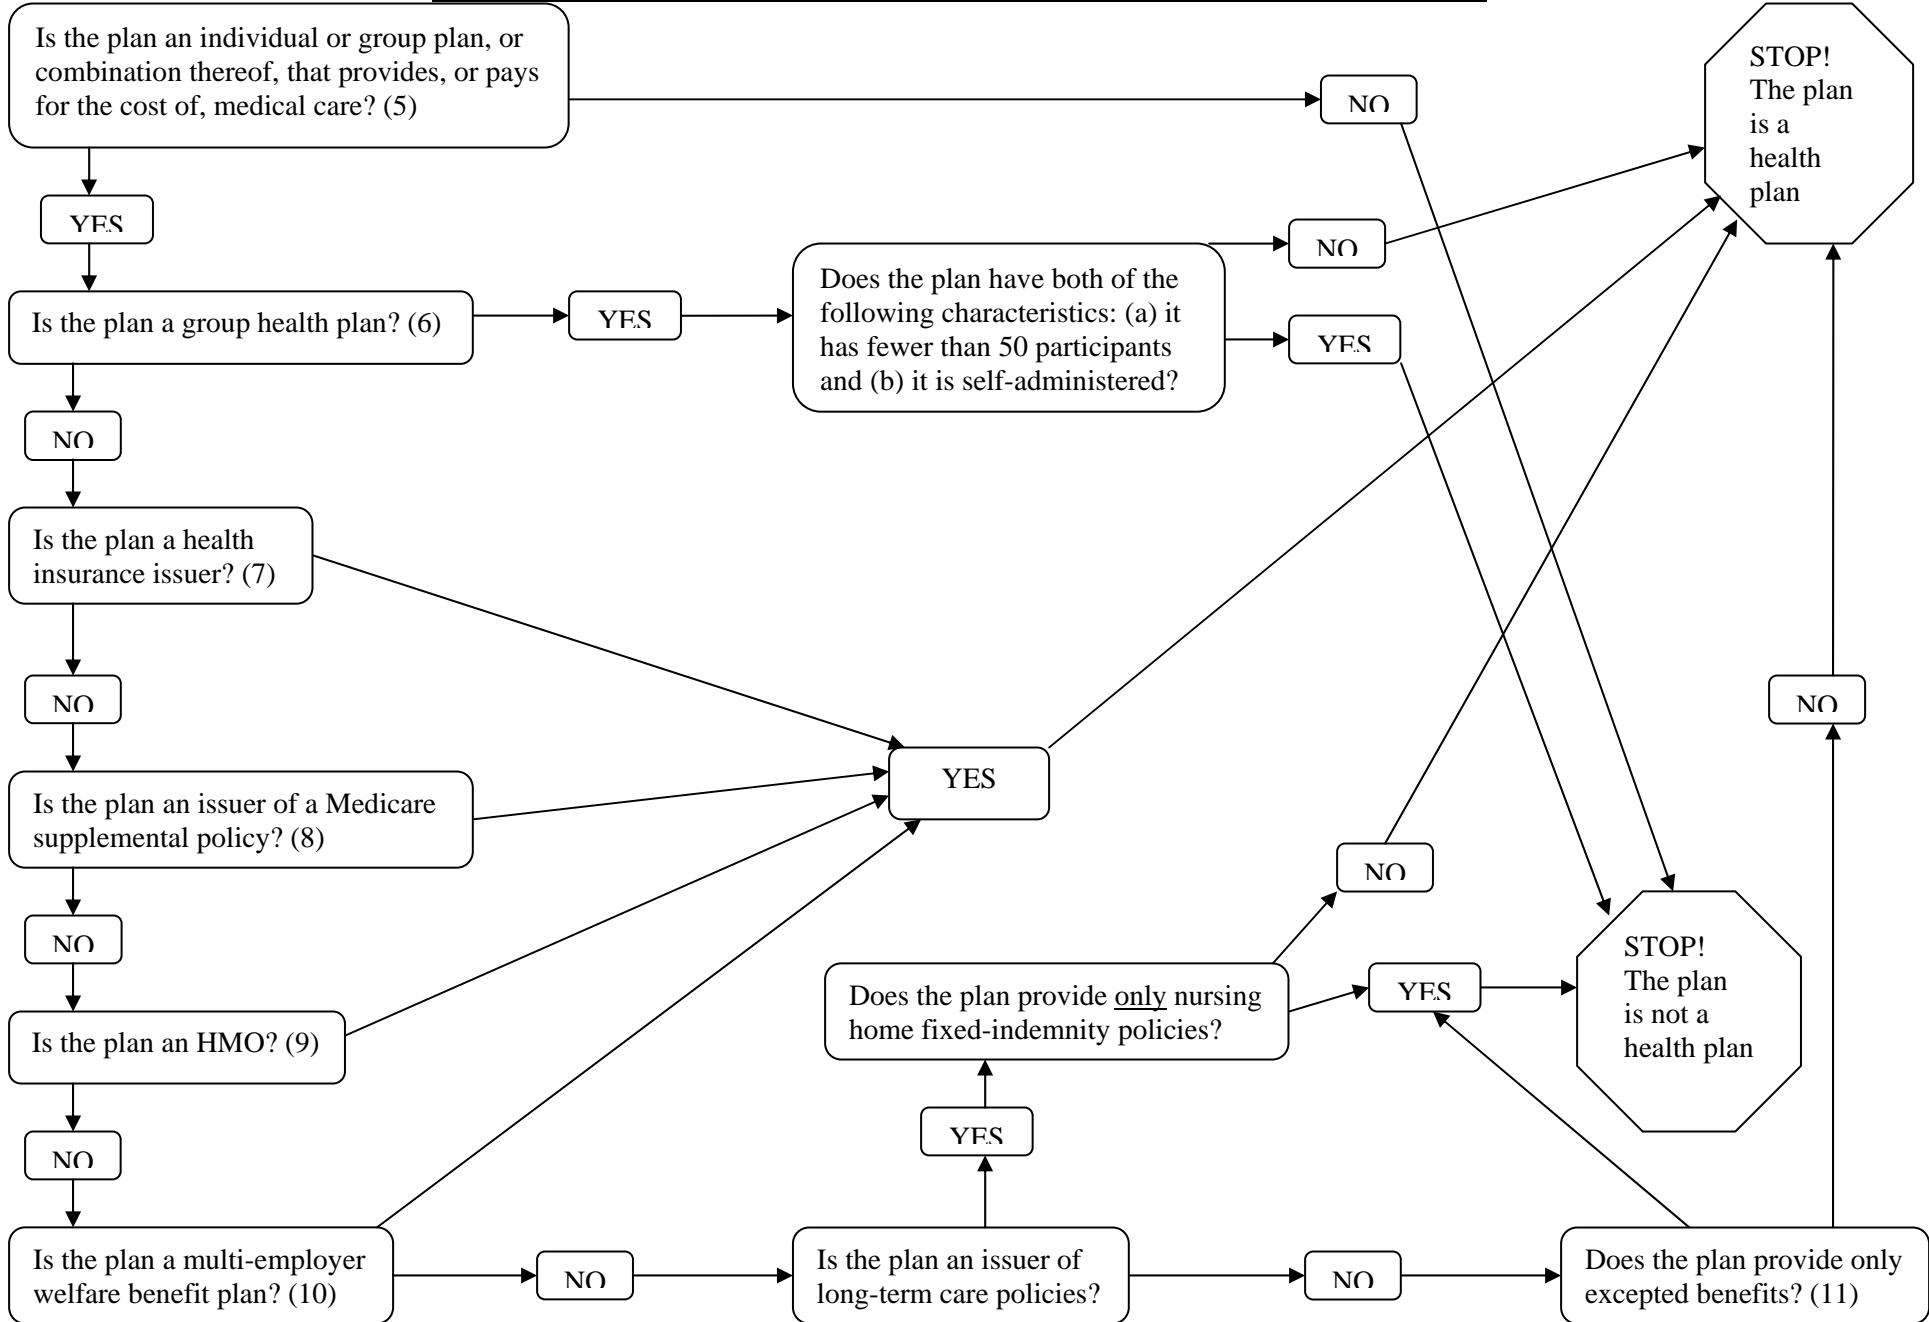 Is the plan an individual or group plan, or
combination thereof, that provides, or pays
for the cost of, medical care? (5)
NO
STOP!
The plan
is a
health
plan
YES
NO
Is the plan a group health plan? (6)
YES
Does the plan have both of the
following characteristics: (a) it
has fewer than 50 participants
and (b) it is self-administered?
YES
NO
Is the plan a health
insurance issuer? (7)
NO
NO
YES
Is the plan an issuer of a Medicare
supplemental policy? (8)
NO
NO
Is the plan an HMO? (9)
Does the plan provide only nursing
home fixed-indemnity policies?
YES
STOP!
The plan
is not a
health plan
NO
YES
Is the plan a multi-employer
welfare benefit plan? (10)
NO
Is the plan an issuer of
long-term care policies?
NO
Does the plan provide only
excepted benefits? (11)